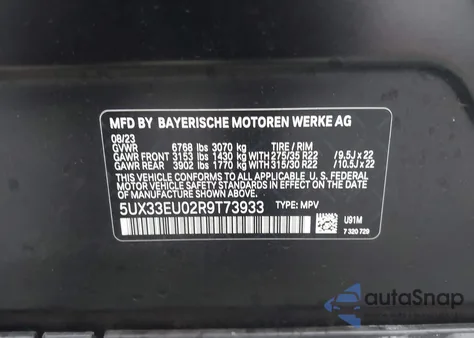 MFD BY BAYERISCHE MOTOREN WERKE AG
08/23
GVWR 6768 lbs 3070 kg TIRE / RIM
GAWR FRONT 3153 lbs 1430 kg WITH 275/35 R22 / 9.5J x 22
GAWR REAR 3902 lbs 1770 kg WITH 315/30 R22 / 10.5J x 22
THIS VEHICLE CONFORMS TO ALL APPLICABLE
U.S. FEDERAL MOTOR VEHICLE SAFETY
STANDARDS IN EFFECT ON THE DATE OF
MANUFACTURE SHOWN ABOVE.
5UX33EU02R9T73933 TYPE: MPV
U91M
7 320 729
autoSnap